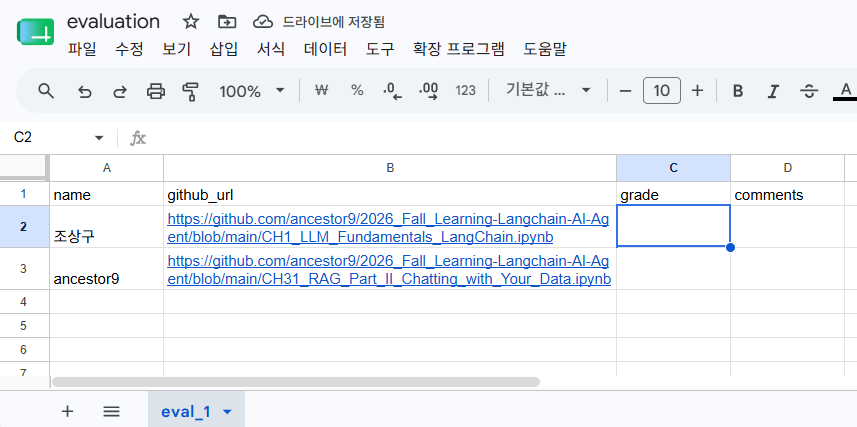 evaluation
드라이브에 저장됨
파일 수정 보기 삽입 서식 데이터 도구 확장 프로그램 도움말
100% ₩ % .0 .00 123 기본값 ... − 10 + B I S A
C2 fx
A B C D
1 name github_url grade comments
2 조상구 https://github.com/ancestor9/2026_Fall_Learning-Langchain-AI-Ag
ent/blob/main/CH1_LLM_Fundamentals_LangChain.ipynb
3 ancestor9 https://github.com/ancestor9/2026_Fall_Learning-Langchain-AI-Ag
ent/blob/main/CH31_RAG_Part_II_Chatting_with_Your_Data.ipynb
4
5
6
7
+ eval_1